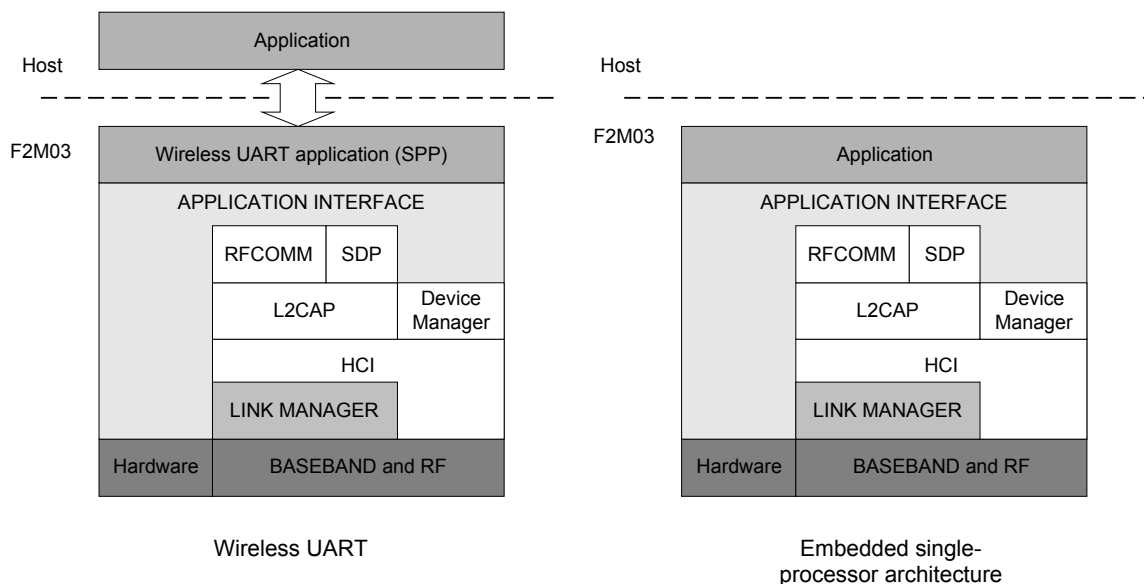 Application
Host
F2M03
Wireless UART application (SPP)
APPLICATION INTERFACE
RFCOMM
SDP
L2CAP
Device
Manager
HCI
LINK MANAGER
Hardware
BASEBAND and RF
Wireless UART
Host
F2M03
Application
APPLICATION INTERFACE
RFCOMM
SDP
L2CAP
Device
Manager
HCI
LINK MANAGER
Hardware
BASEBAND and RF
Embedded single-
processor architecture